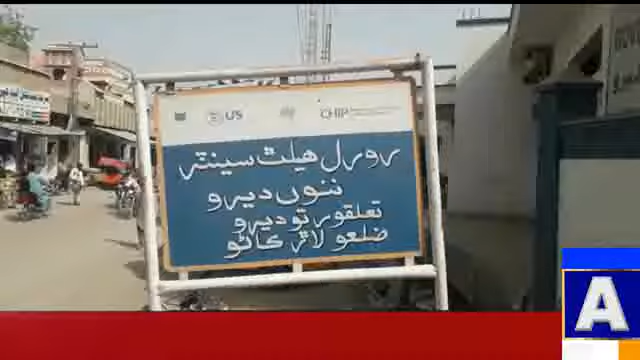 US
CHIP
رورل هيلٿ سينٽر
نئون ديرو
تعلقو رتوديرو
ضلعو لاڙڪاڻو
A